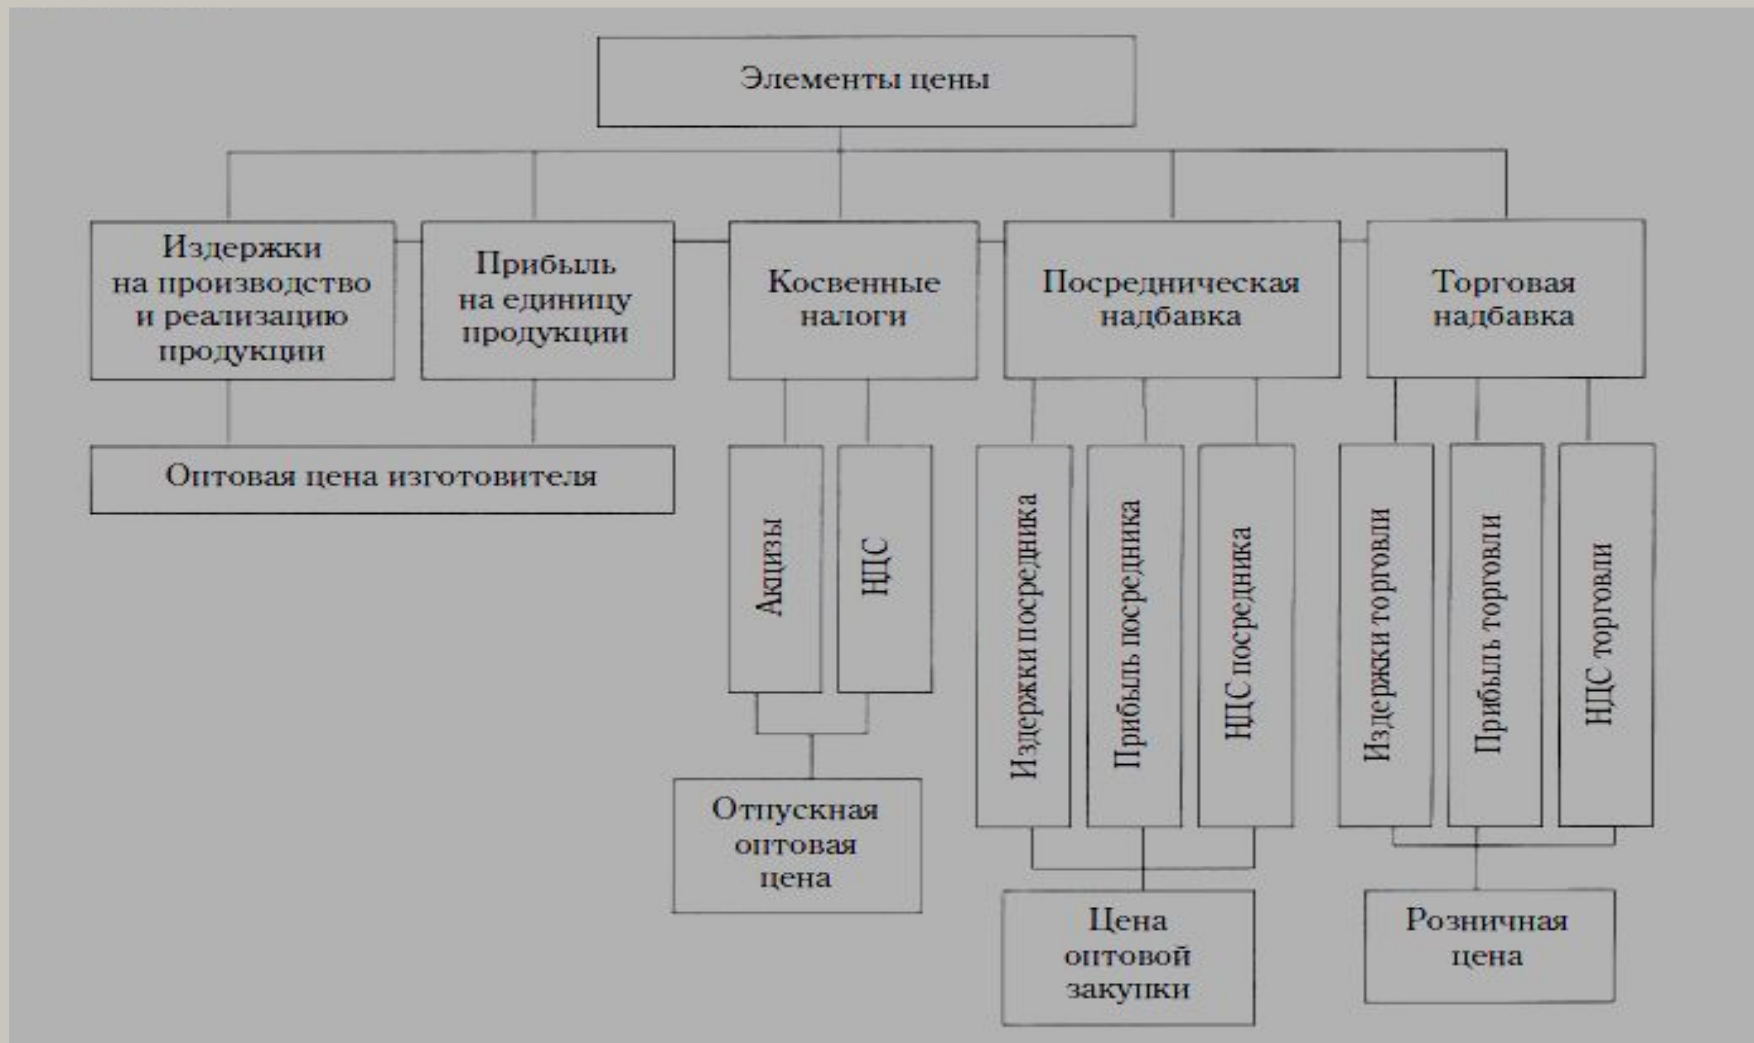 Элементы цены
Издержки
на производство
и реализацию
продукции
Прибыль
на единицу
продукции
Косвенные
налоги
Посредническая
надбавка
Торговая
надбавка
Оптовая цена изготовителя
Акцизы
НДС
Издержки посредника
Прибыль посредника
НДС посредника
Издержки торговли
Прибыль торговли
НДС торговли
Отпускная
оптовая
цена
Цена
оптовой
закупки
Розничная
цена